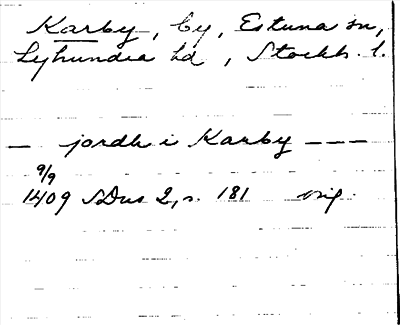 Karby, by, Estuna sn,
Lyhundra hd, Stockh. l.
— jordh i Karby — — —
9/9
1409 SDns 2, s. 181 orig.